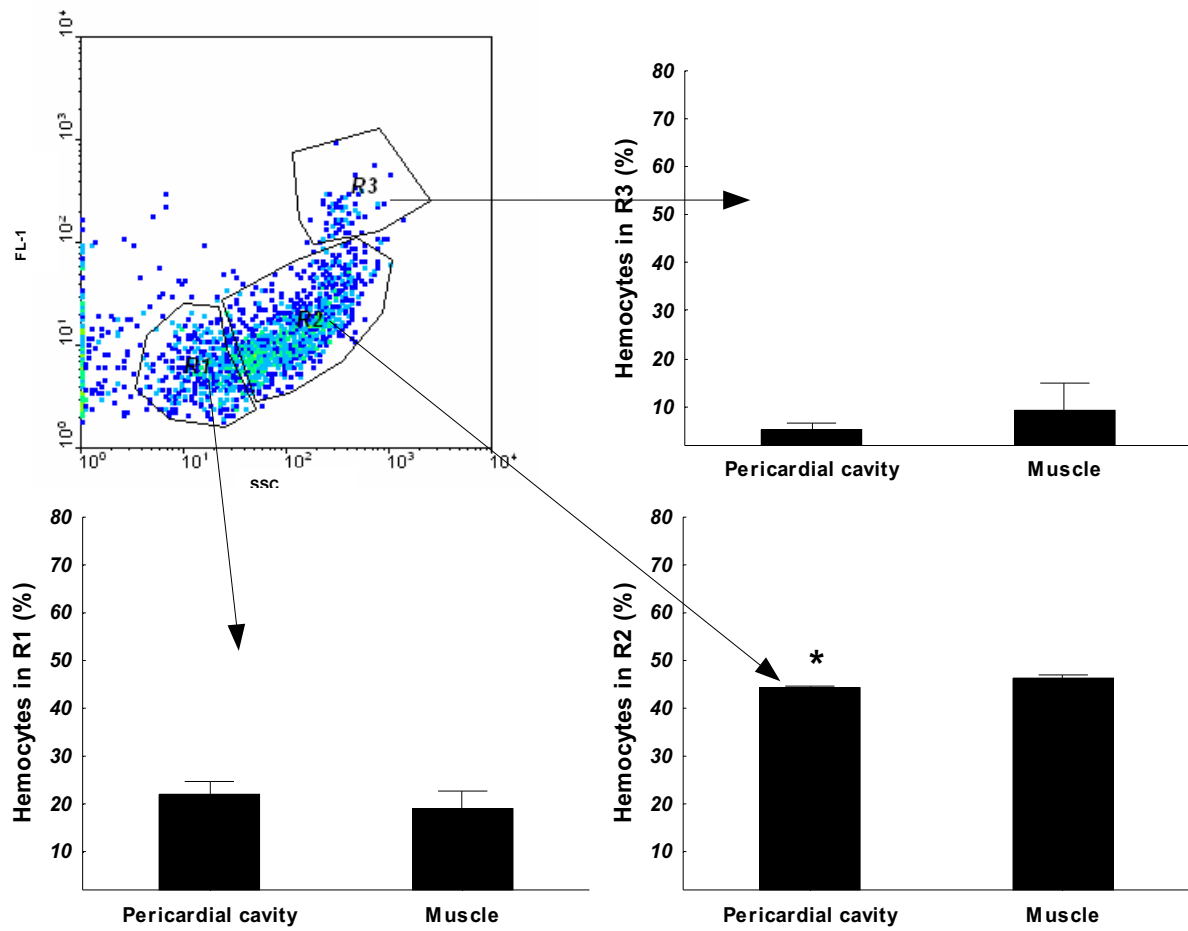 10⁴
10³
10²
10¹
10⁰
FL-1
R3
R2
R1
10⁰ 10¹ 10² 10³ 10⁴
SSC
Hemocytes in R3 (%)
80
70
60
50
40
30
20
10
Pericardial cavity Muscle
Hemocytes in R1 (%)
80
70
60
50
40
30
20
10
Pericardial cavity Muscle
Hemocytes in R2 (%)
80
70
60
50
40
30
20
10
*
Pericardial cavity Muscle